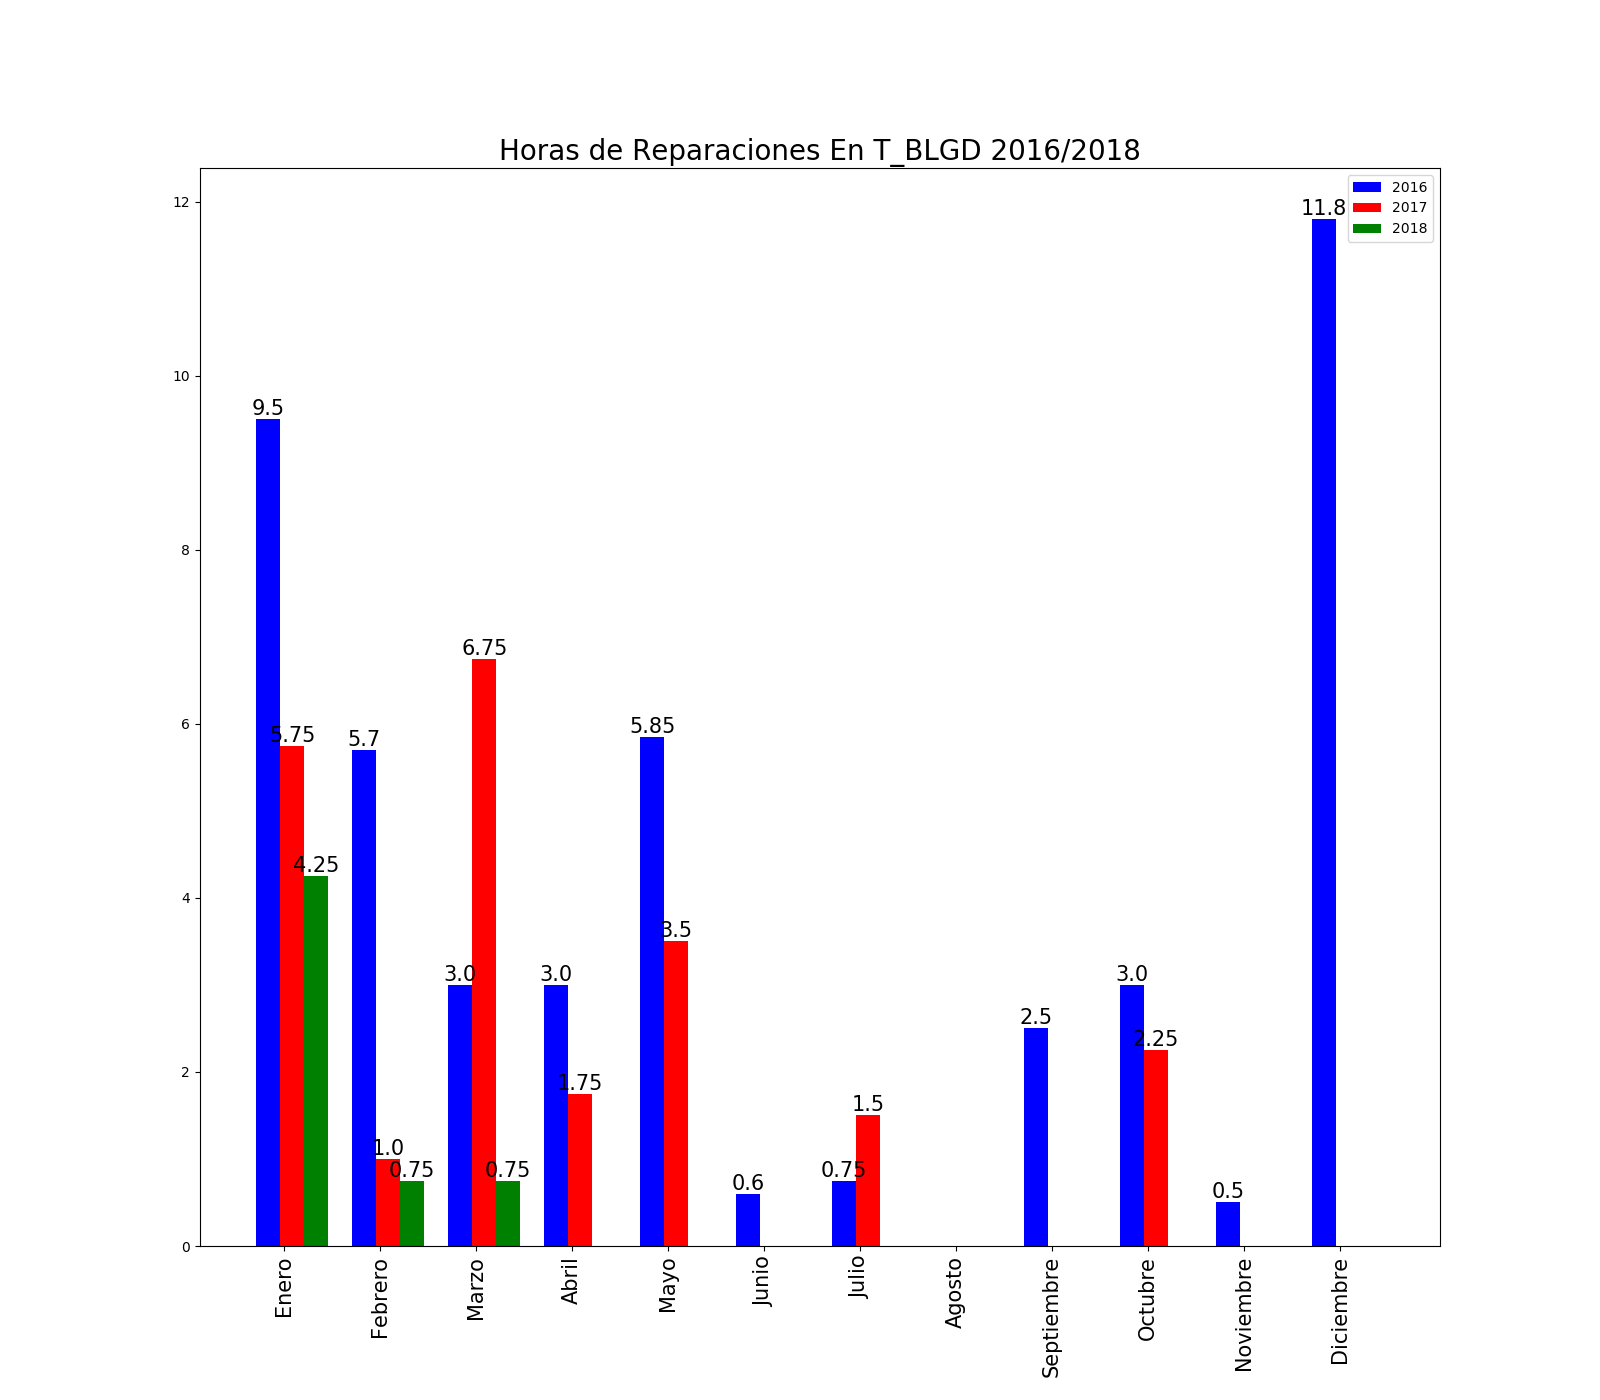 Horas de Reparaciones En T_BLGD 2016/2018
2016
2017
2018
12
10
8
6
4
2
0
9.5
5.75
4.25
5.7
1.0
0.75
3.0
6.75
0.75
3.0
1.75
5.85
3.5
0.6
0.75
1.5
2.5
3.0
2.25
0.5
11.8
Enero
Febrero
Marzo
Abril
Mayo
Junio
Julio
Agosto
Septiembre
Octubre
Noviembre
Diciembre